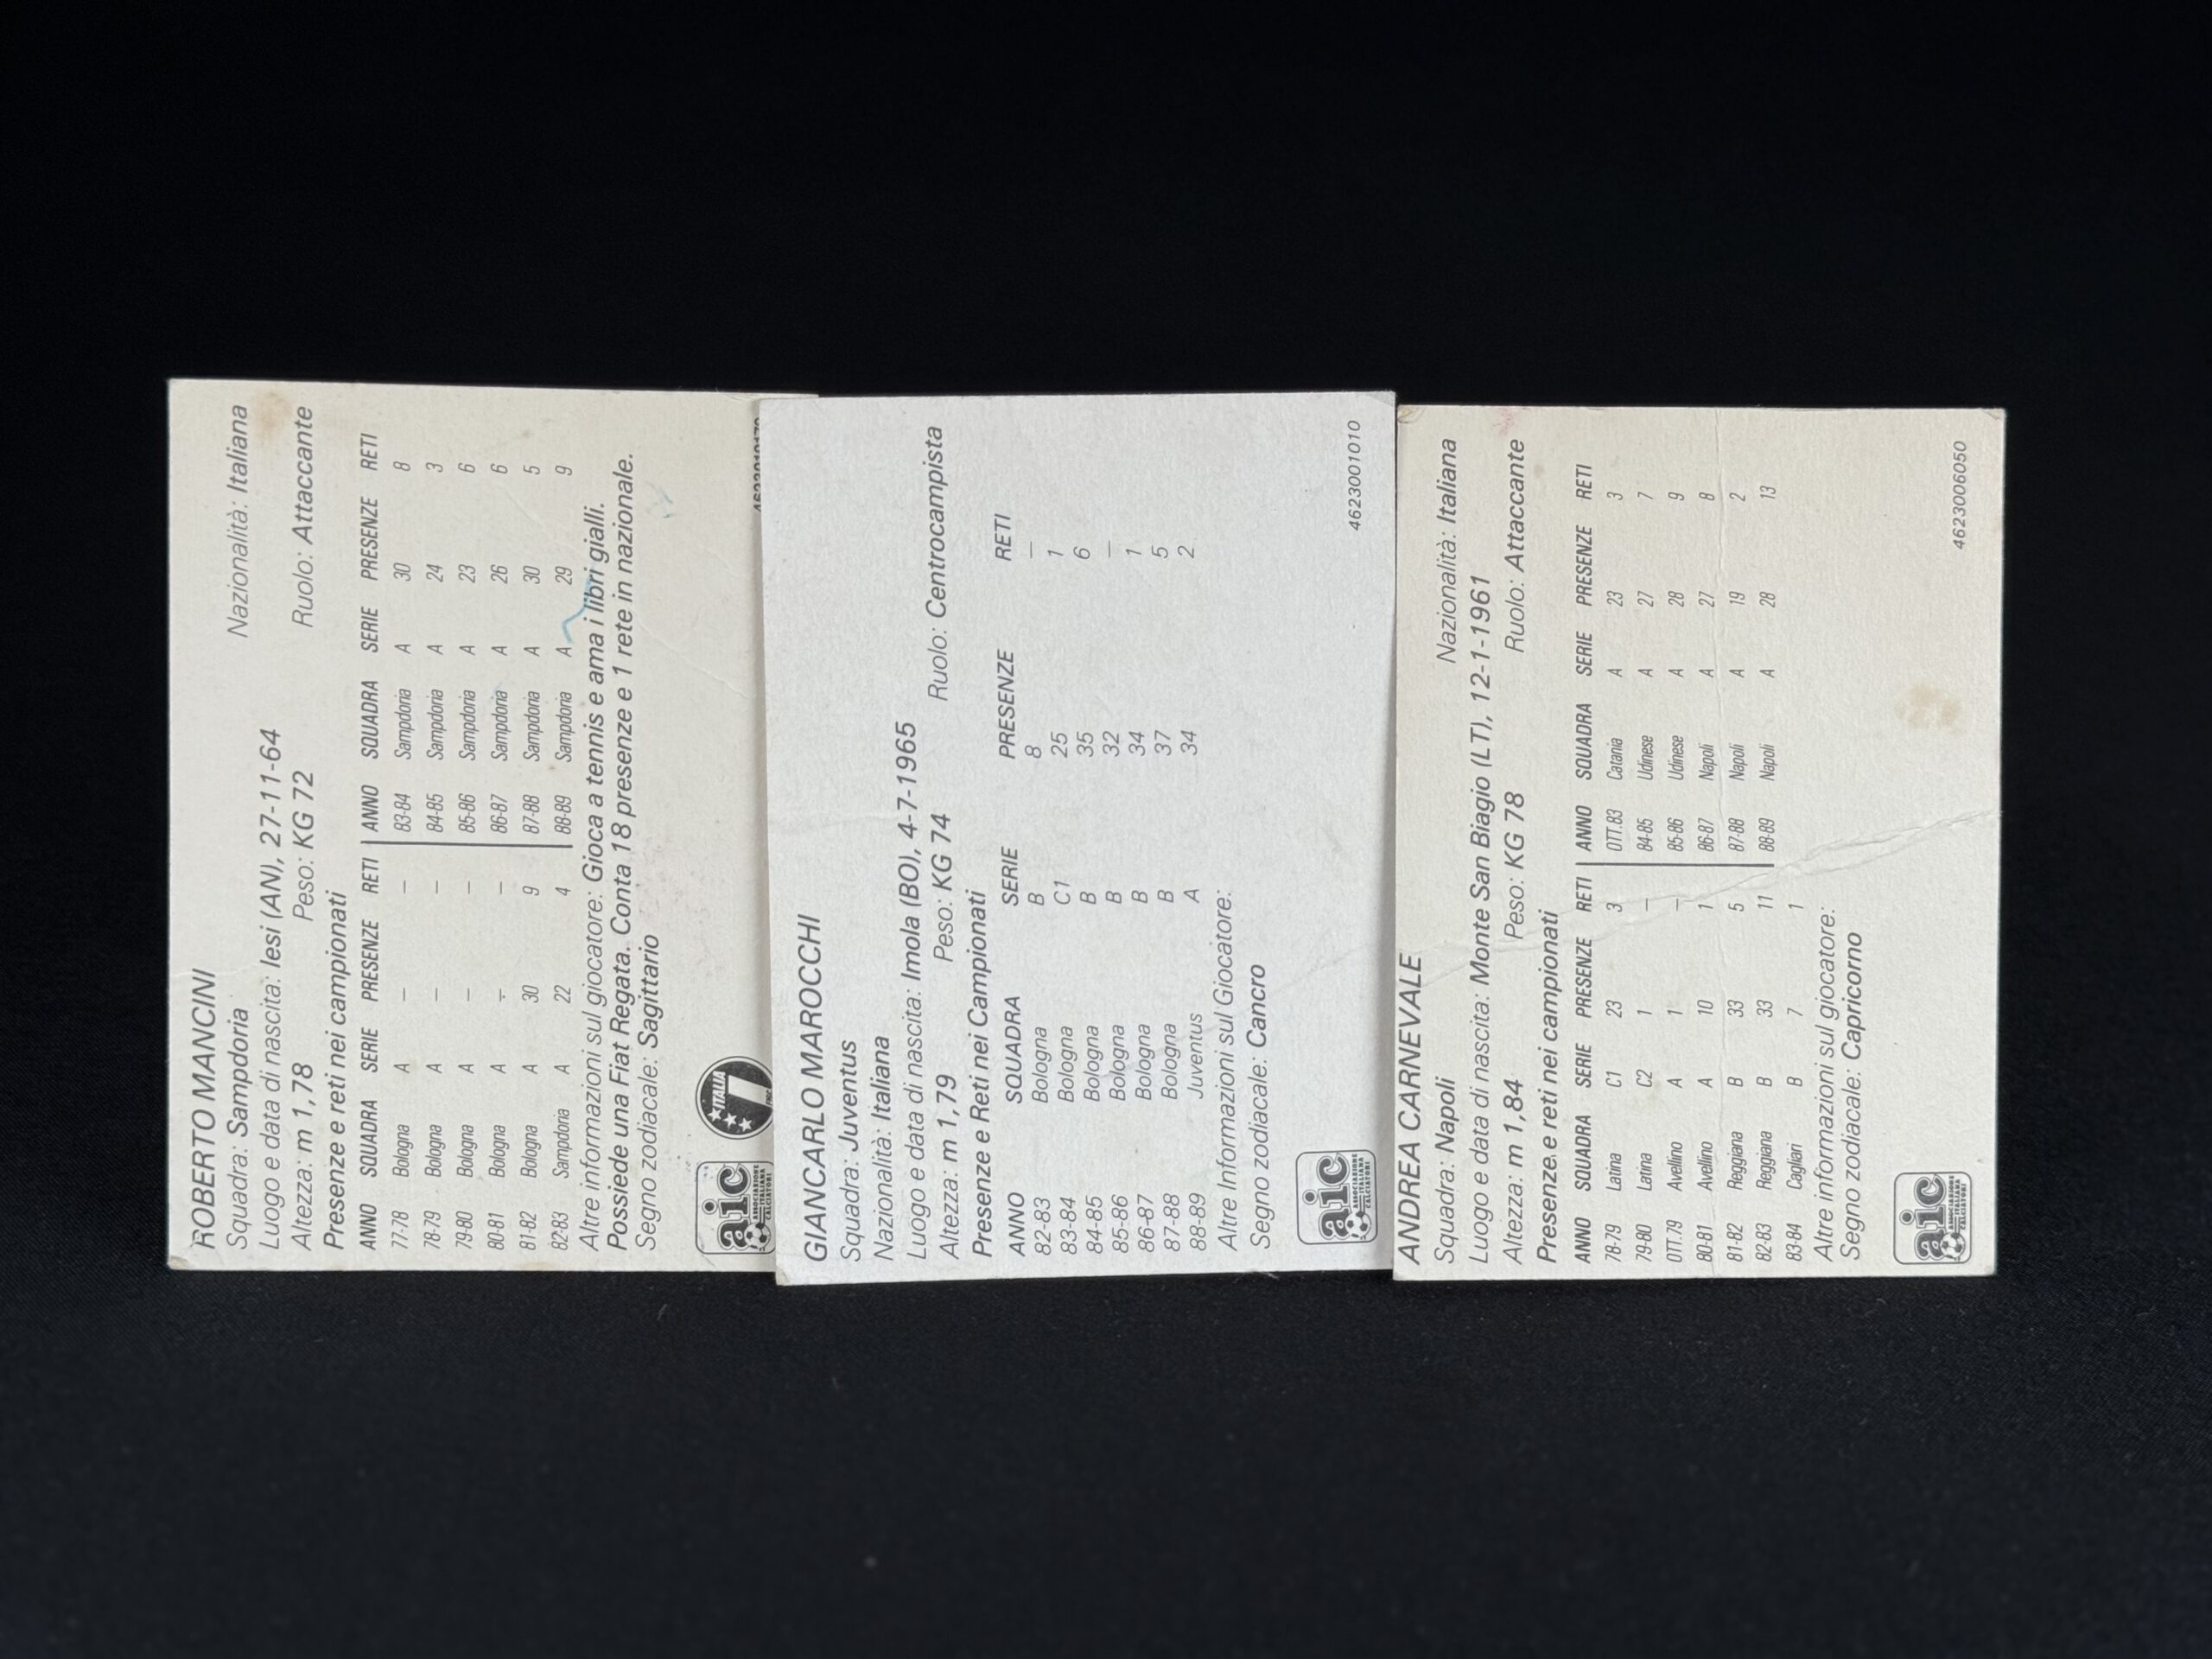 ROBERTO MANCINI
Squadra: Sampdoria Nazionalità: Italiana
Luogo e data di nascita: Iesi (AN), 27-11-64
Altezza: m 1,78 Peso: KG 72 Ruolo: Attaccante
Presenze e reti nei campionati
ANNO SQUADRA SERIE PRESENZE RETI ANNO SQUADRA SERIE PRESENZE RETI
77-78 Bologna A — — 83-84 Sampdoria A 30 8
78-79 Bologna A — — 84-85 Sampdoria A 24 3
79-80 Bologna A — — 85-86 Sampdoria A 23 6
80-81 Bologna A — — 86-87 Sampdoria A 26 6
81-82 Bologna A 30 9 87-88 Sampdoria A 30 5
82-83 Sampdoria A 22 4 88-89 Sampdoria A 29 9
Altre informazioni sul giocatore: Gioca a tennis e ama i libri gialli.
Possiede una Fiat Regata. Conta 18 presenze e 1 rete in nazionale.
Segno zodiacale: Sagittario
aic
ASSOCIAZIONE
ITALIANA
CALCIATORI
ITALIA
GIANCARLO MAROCCHI
Squadra: Juventus
Nazionalità: Italiana
Luogo e data di nascita: Imola (BO), 4-7-1965
Altezza: m 1,79 Peso: KG 74 Ruolo: Centrocampista
Presenze e Reti nei Campionati
ANNO SQUADRA SERIE PRESENZE RETI
82-83 Bologna B 8 —
83-84 Bologna C1 25 1
84-85 Bologna B 35 6
85-86 Bologna B 32 —
86-87 Bologna B 34 1
87-88 Bologna B 37 5
88-89 Juventus A 34 2
Altre Informazioni sul Giocatore:
Segno zodiacale: Cancro
aic
ASSOCIAZIONE
ITALIANA
CALCIATORI
4623001010
ANDREA CARNEVALE
Squadra: Napoli Nazionalità: Italiana
Luogo e data di nascita: Monte San Biagio (LT), 12-1-1961
Altezza: m 1,84 Peso: KG 78 Ruolo: Attaccante
Presenze e reti nei campionati
ANNO SQUADRA SERIE PRESENZE RETI ANNO SQUADRA SERIE PRESENZE RETI
78-79 Latina C1 23 3 OTT.83 Catania A 23 3
79-80 Latina C2 1 — 84-85 Udinese A 27 7
OTT.79 Avellino A 1 — 85-86 Udinese A 28 9
80-81 Avellino A 10 1 86-87 Napoli A 27 8
81-82 Reggiana B 33 5 87-88 Napoli A 19 2
82-83 Reggiana B 33 11 88-89 Napoli A 28 13
83-84 Cagliari B 7 1
Altre informazioni sul giocatore:
Segno zodiacale: Capricorno
aic
ASSOCIAZIONE
ITALIANA
CALCIATORI
4623006050